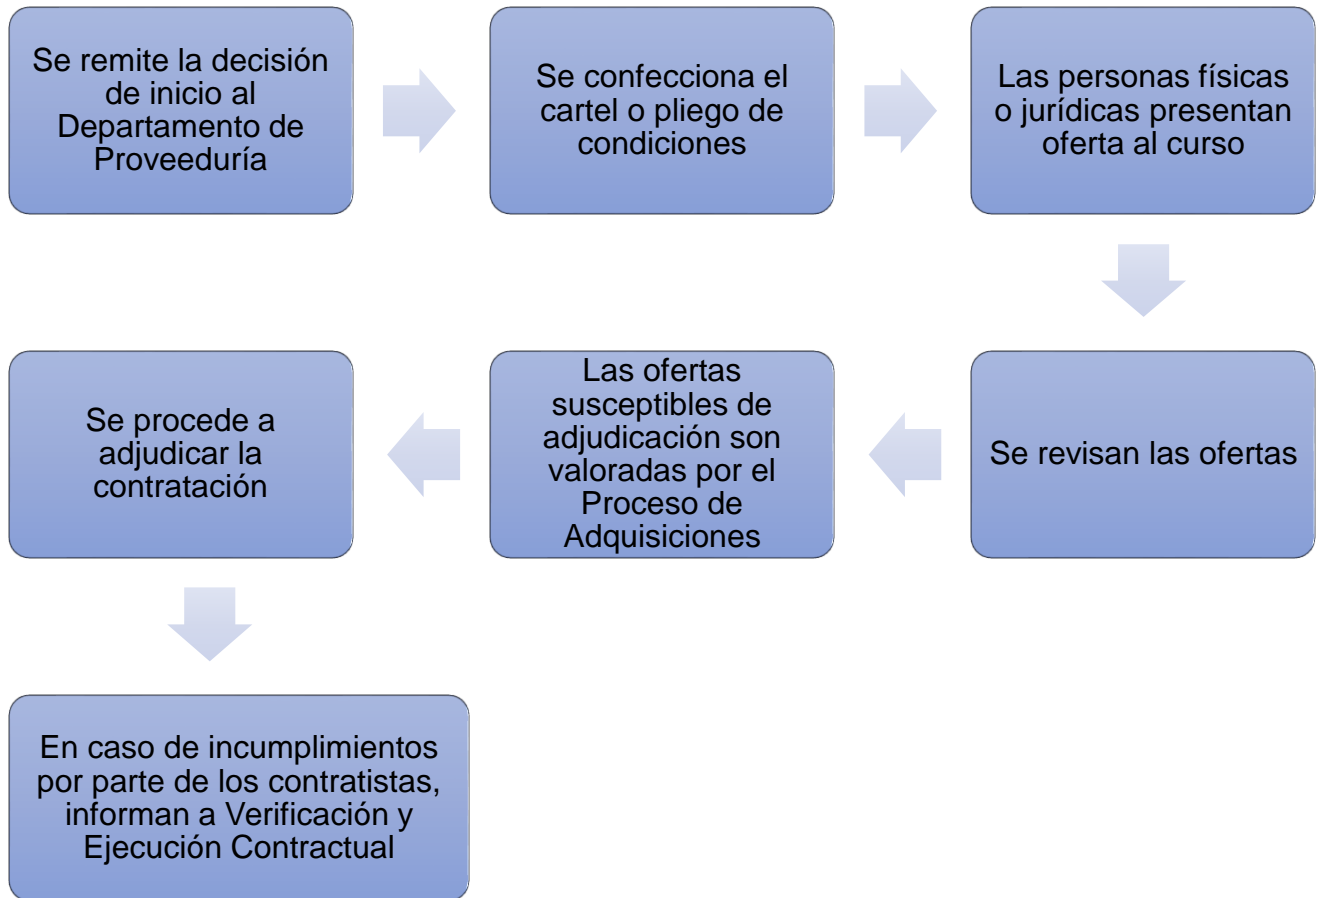 Se remite la decisión
de inicio al
Departamento de
Proveeduría
Se confecciona el
cartel o pliego de
condiciones
Las personas físicas
o jurídicas presentan
oferta al curso
Se revisan las ofertas
Las ofertas
susceptibles de
adjudicación son
valoradas por el
Proceso de
Adquisiciones
Se procede a
adjudicar la
contratación
En caso de incumplimientos
por parte de los contratistas,
informan a Verificación y
Ejecución Contractual